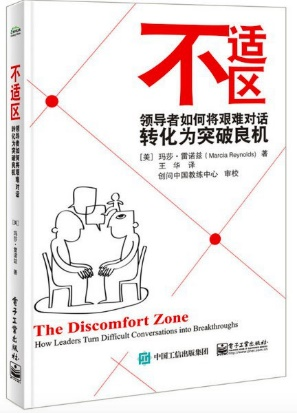 不适区
领导者如何将艰难对话
转化为突破良机
[美] 玛莎·雷诺兹 著
电子工业出版社
不适区
领导者如何将艰难对话
转化为突破良机
[美] 玛莎·雷诺兹 (Marcia Reynolds) 著
王 华 译
创问中国教练中心 审校
The Discomfort Zone
How Leaders Turn Difficult Conversations into Breakthroughs
中国工信出版集团
电子工业出版社